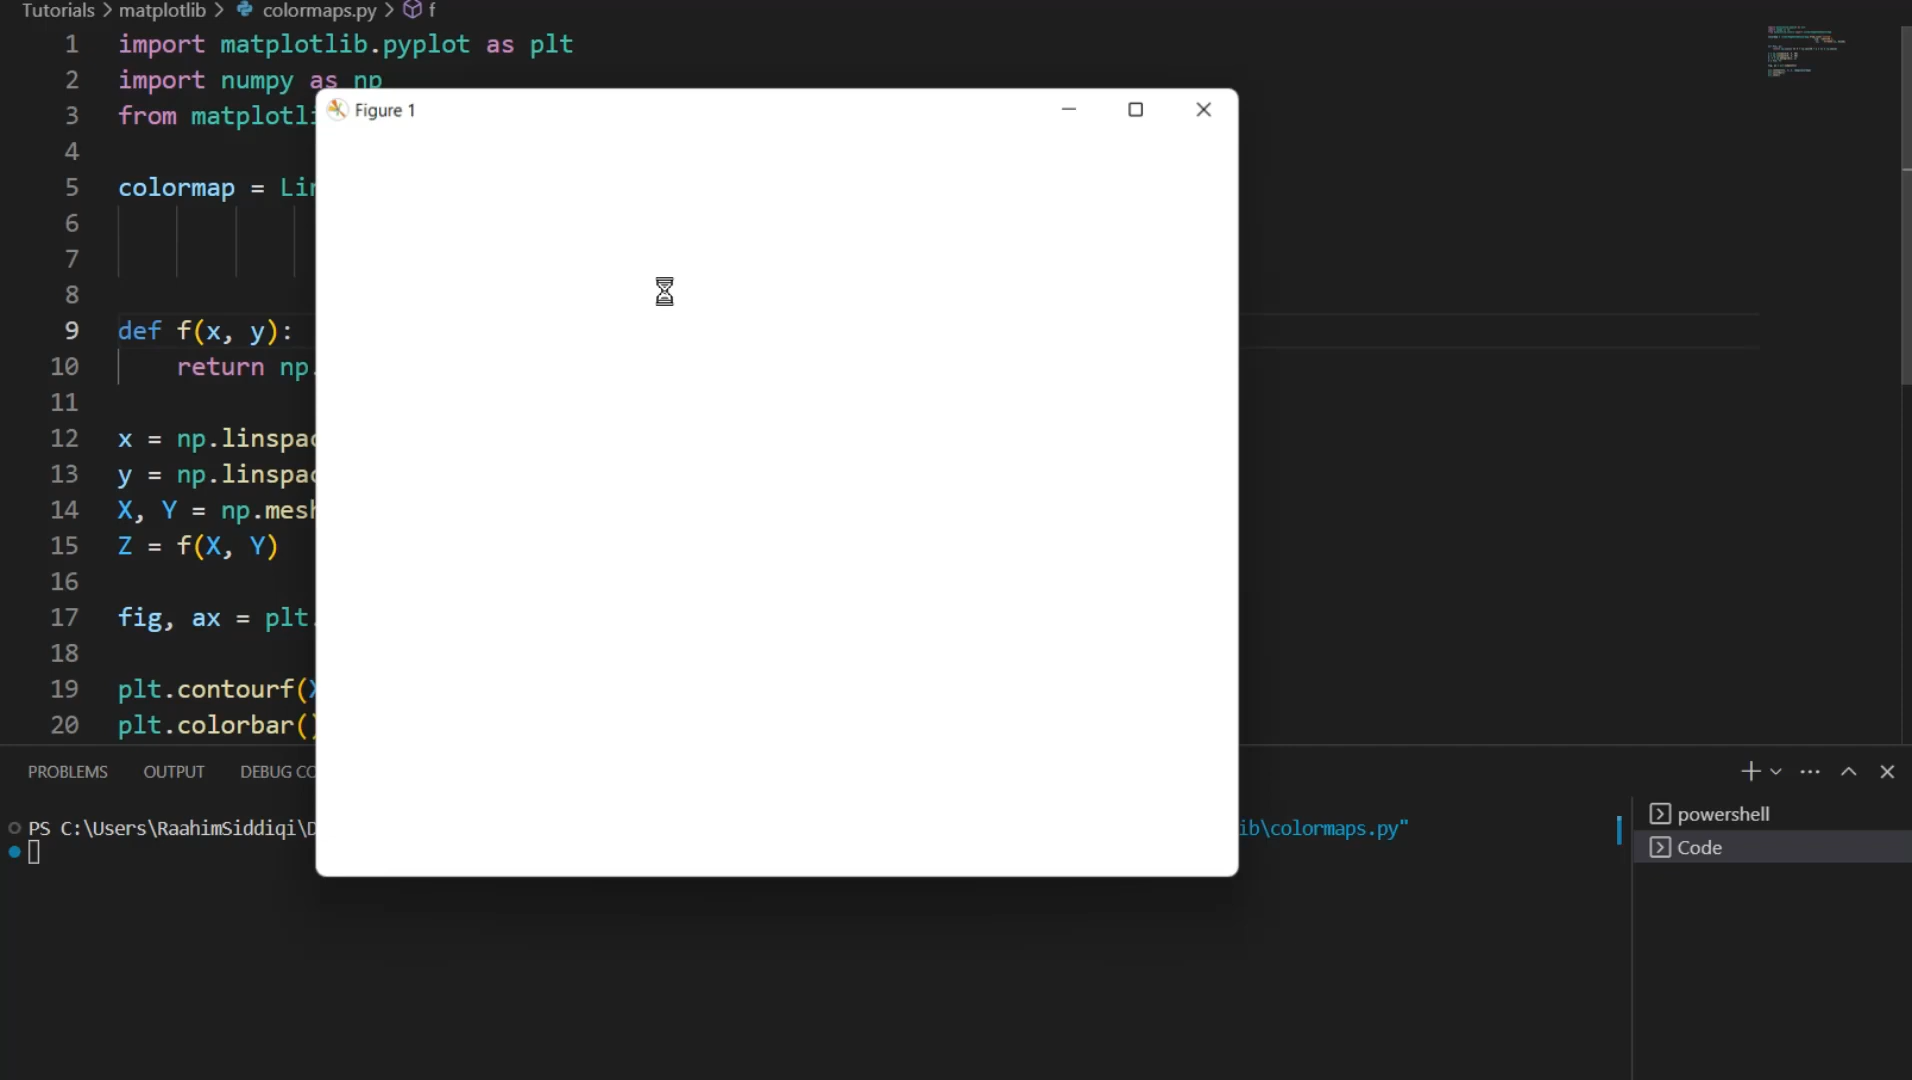 Tutorials > matplotlib > colormaps.py > f
1 import matplotlib.pyplot as plt
2 import numpy as np
3 from matplotli
Figure 1
4
5 colormap = Lin
6
7
8
9 def f(x, y):
10 return np.
11
12 x = np.linspac
13 y = np.linspac
14 X, Y = np.mesh
15 Z = f(X, Y)
16
17 fig, ax = plt.
18
19 plt.contourf(X
20 plt.colorbar()
PROBLEMS OUTPUT DEBUG CO
PS C:\Users\RaahimSiddiqi\D
ib\colormaps.py"
powershell
Code